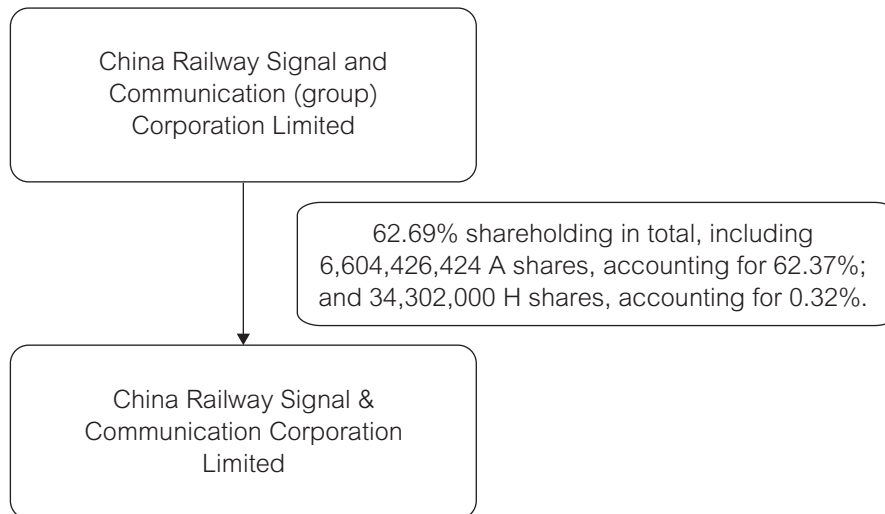 China Railway Signal and
Communication (group)
Corporation Limited
62.69% shareholding in total, including
6,604,426,424 A shares, accounting for 62.37%;
and 34,302,000 H shares, accounting for 0.32%.
China Railway Signal &
Communication Corporation
Limited